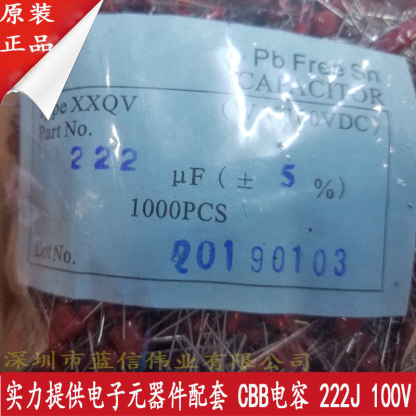 原装
正品
Pb Free Sn
CAPACITOR
Type XXQV
Part No.
222
μF ( ± 5 %)
1000PCS
Lot No.
20190103
深圳市蓝信伟业有限公司
实力提供电子元器件配套 CBB电容 222J 100V